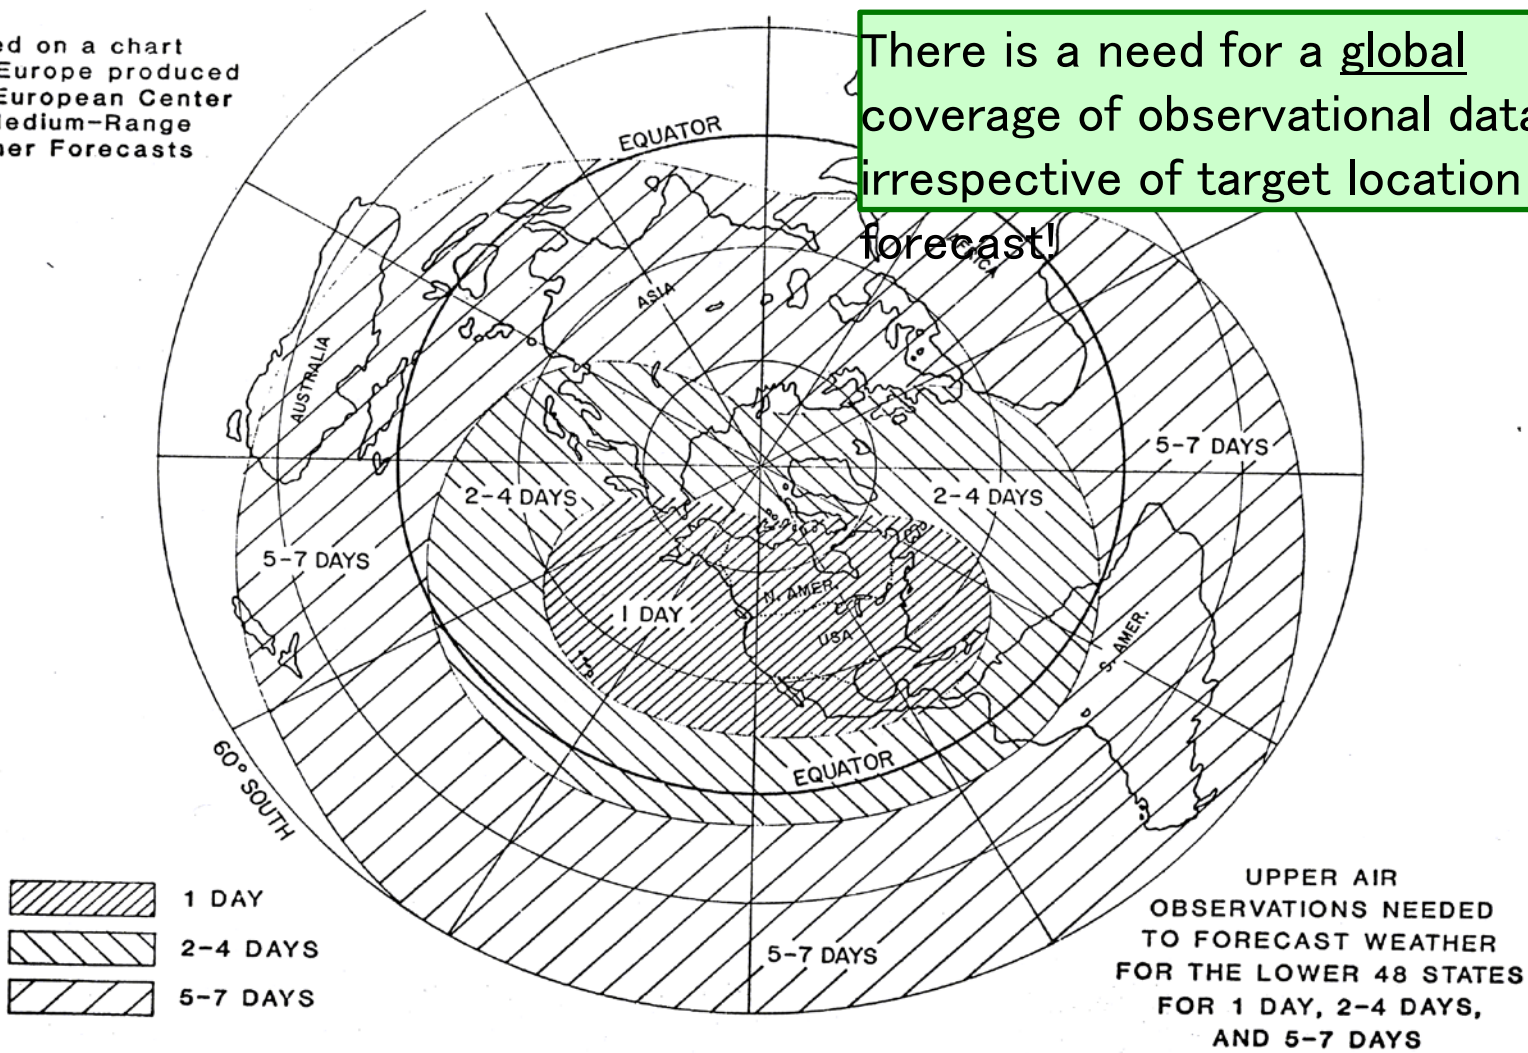 ed on a chart
Europe produced
European Center
Medium-Range
her Forecasts
There is a need for a global
coverage of observational data
irrespective of target location
forecast!
EQUATOR
ASIA
AUSTRALIA
5-7 DAYS
2-4 DAYS
2-4 DAYS
5-7 DAYS
N. AMER.
1 DAY
USA
S. AMER.
EQUATOR
60° SOUTH
5-7 DAYS
1 DAY
2-4 DAYS
5-7 DAYS
UPPER AIR
OBSERVATIONS NEEDED
TO FORECAST WEATHER
FOR THE LOWER 48 STATES
FOR 1 DAY, 2-4 DAYS,
AND 5-7 DAYS